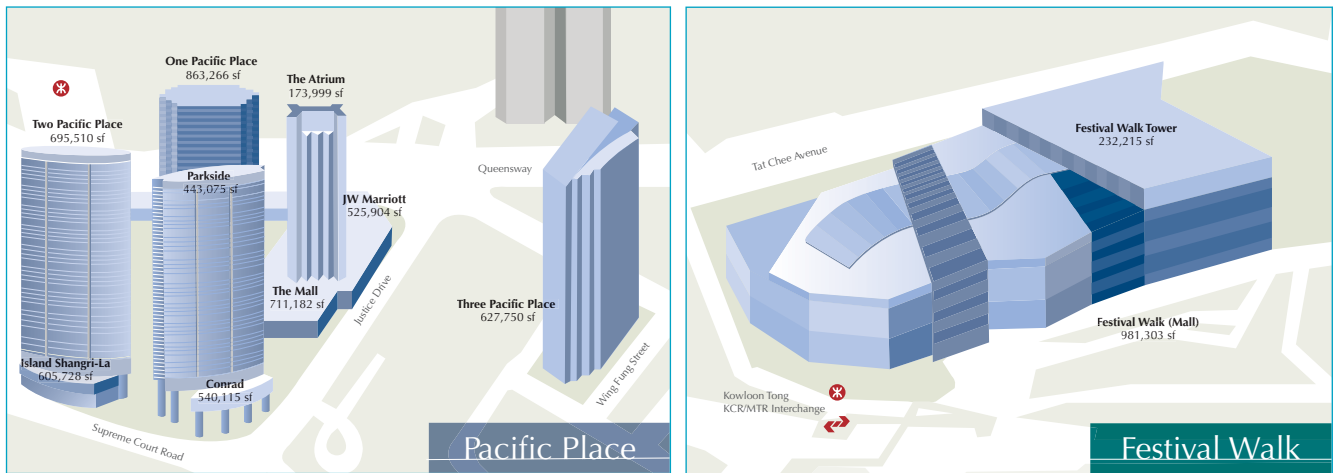 One Pacific Place
863,266 sf
The Atrium
173,999 sf
Two Pacific Place
695,510 sf
Parkside
443,075 sf
Queensway
JW Marriott
525,904 sf
The Mall
711,182 sf
Justice Drive
Three Pacific Place
627,750 sf
Island Shangri-La
605,728 sf
Conrad
540,115 sf
Wing Fung Street
Supreme Court Road
Pacific Place
Tat Chee Avenue
Festival Walk Tower
232,215 sf
Festival Walk (Mall)
981,303 sf
Kowloon Tong
KCR/MTR Interchange
Festival Walk